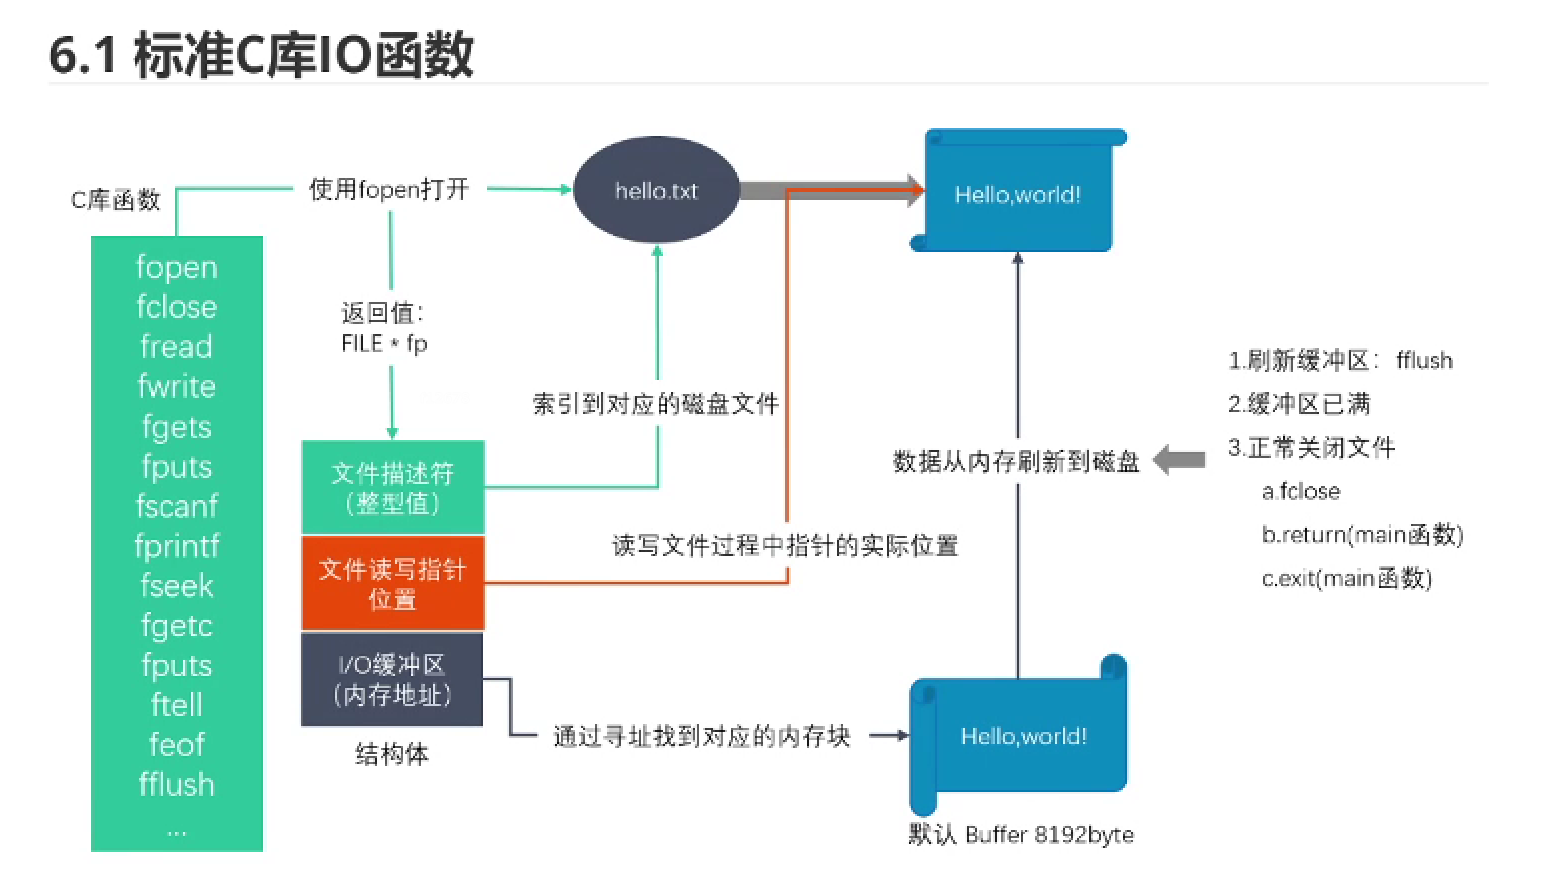 6.1 标准C库IO函数
C库函数
fopen
fclose
fread
fwrite
fgets
fputs
fscanf
fprintf
fseek
fgetc
fputs
ftell
feof
fflush
...
使用fopen打开
返回值：
FILE * fp
文件描述符
（整型值）
文件读写指针
位置
I/O缓冲区
（内存地址）
结构体
hello.txt
索引到对应的磁盘文件
读写文件过程中指针的实际位置
通过寻址找到对应的内存块
Hello,world!
数据从内存刷新到磁盘
Hello,world!
默认 Buffer 8192byte
1.刷新缓冲区： fflush
2.缓冲区已满
3.正常关闭文件
a.fclose
b.return(main函数)
c.exit(main函数)